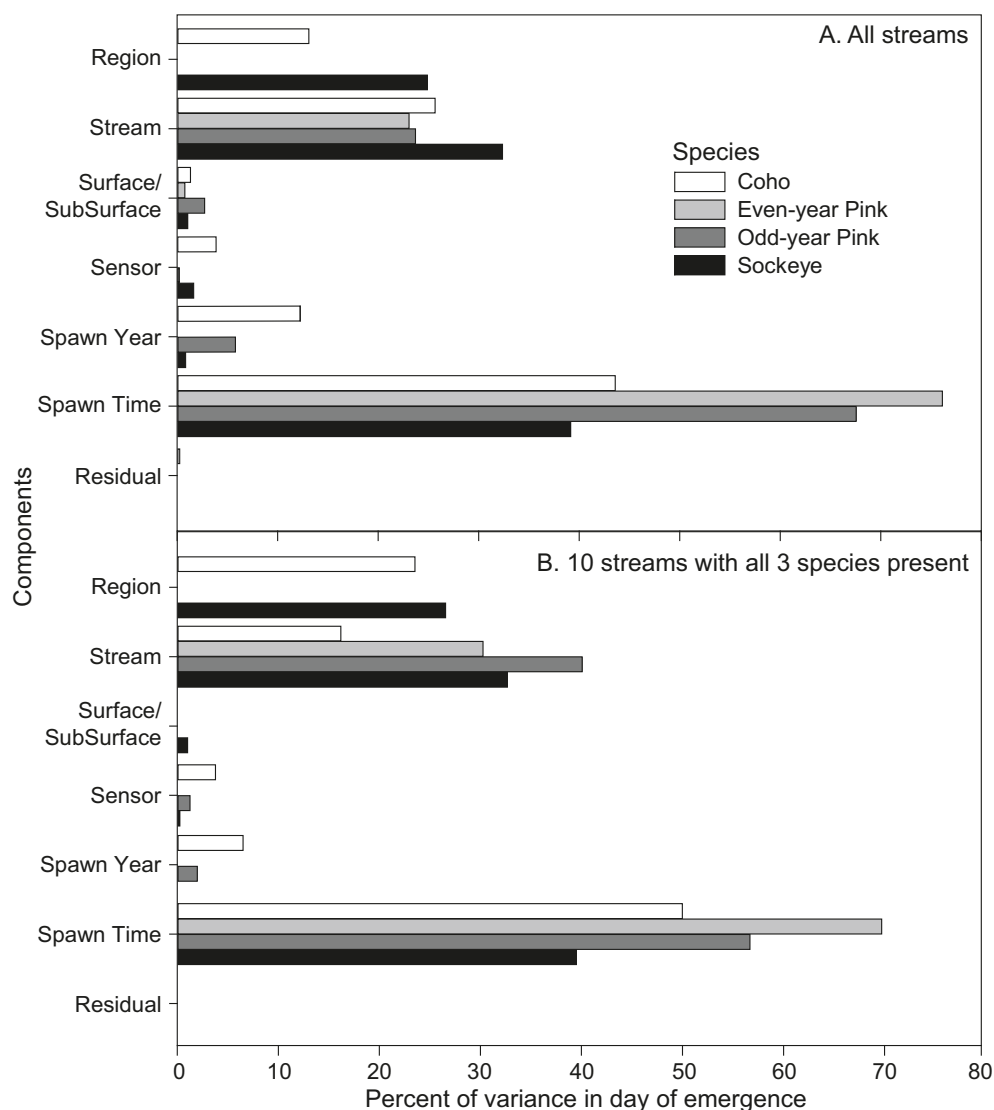 A. All streams
Region
Stream
Surface/
SubSurface
Sensor
Spawn Year
Spawn Time
Residual
Species
Coho
Even-year Pink
Odd-year Pink
Sockeye
Components
B. 10 streams with all 3 species present
Region
Stream
Surface/
SubSurface
Sensor
Spawn Year
Spawn Time
Residual
0 10 20 30 40 50 60 70 80
Percent of variance in day of emergence